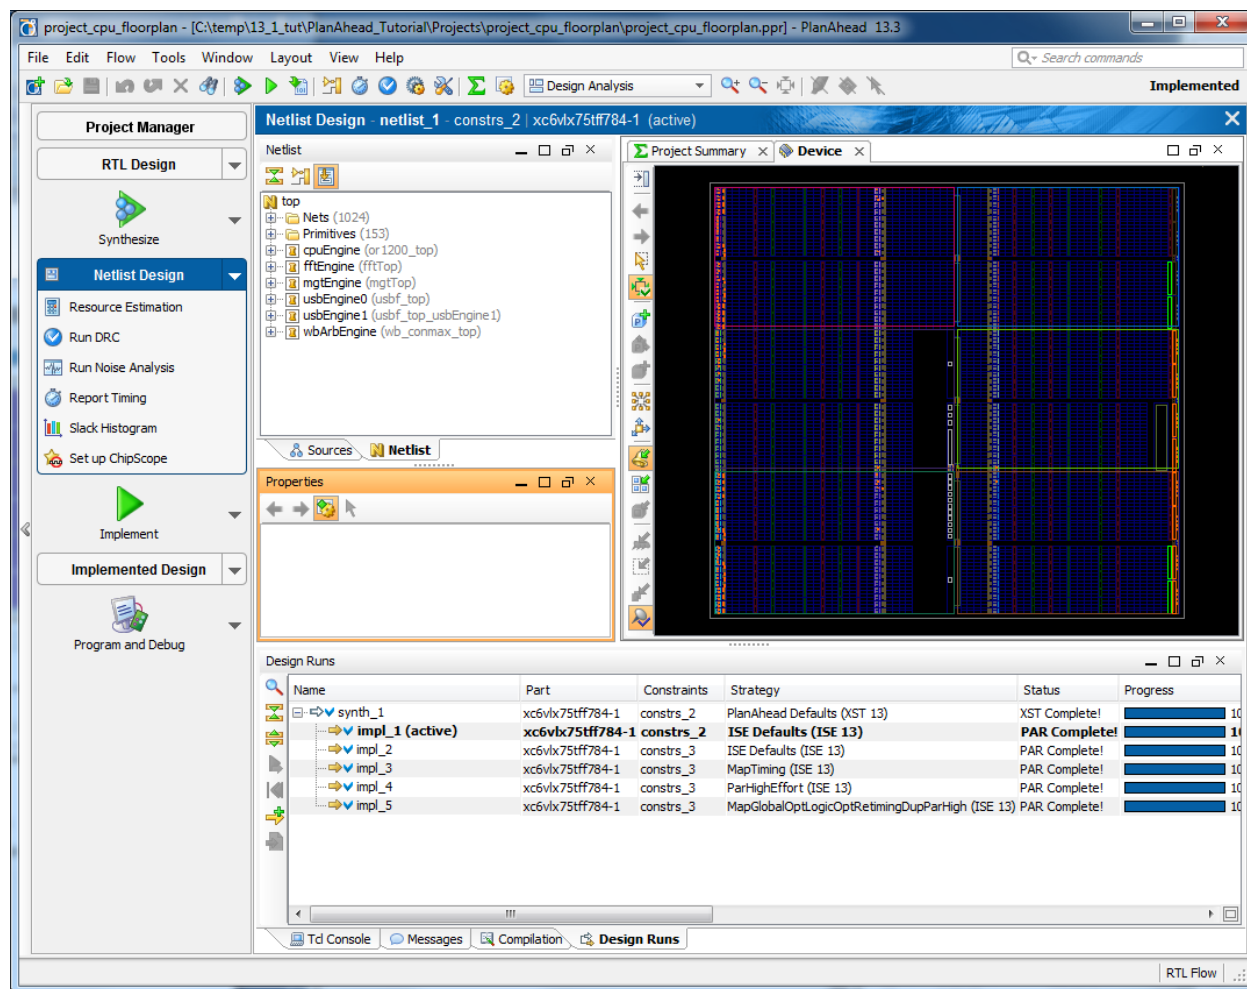 project_cpu_floorplan - [C:\temp\13_1_tut\PlanAhead_Tutorial\Projects\project_cpu_floorplan\project_cpu_floorplan.ppr] - PlanAhead 13.3
File Edit Flow Tools Window Layout View Help
Search commands
Design Analysis
Implemented
Project Manager
RTL Design
Synthesize
Netlist Design
Resource Estimation
Run DRC
Run Noise Analysis
Report Timing
Slack Histogram
Set up ChipScope
Implement
Implemented Design
Program and Debug
Netlist Design - netlist_1 - constrs_2 | xc6vlx75tff784-1 (active)
Netlist
top
Nets (1024)
Primitives (153)
cpuEngine (or1200_top)
fftEngine (fftTop)
mgtEngine (mgtTop)
usbEngine0 (usbf_top)
usbEngine1 (usbf_top_usbEngine1)
wbArbEngine (wb_conmax_top)
Sources Netlist
Properties
Project Summary Device
Design Runs
Name Part Constraints Strategy Status Progress
synth_1 xc6vlx75tff784-1 constrs_2 PlanAhead Defaults (XST 13) XST Complete! 10
impl_1 (active) xc6vlx75tff784-1 constrs_2 ISE Defaults (ISE 13) PAR Complete! 10
impl_2 xc6vlx75tff784-1 constrs_3 ISE Defaults (ISE 13) PAR Complete! 10
impl_3 xc6vlx75tff784-1 constrs_3 MapTiming (ISE 13) PAR Complete! 10
impl_4 xc6vlx75tff784-1 constrs_3 ParHighEffort (ISE 13) PAR Complete! 10
impl_5 xc6vlx75tff784-1 constrs_3 MapGlobalOptLogicOptRetimingDupParHigh (ISE 13) PAR Complete! 10
Tcl Console Messages Compilation Design Runs
RTL Flow